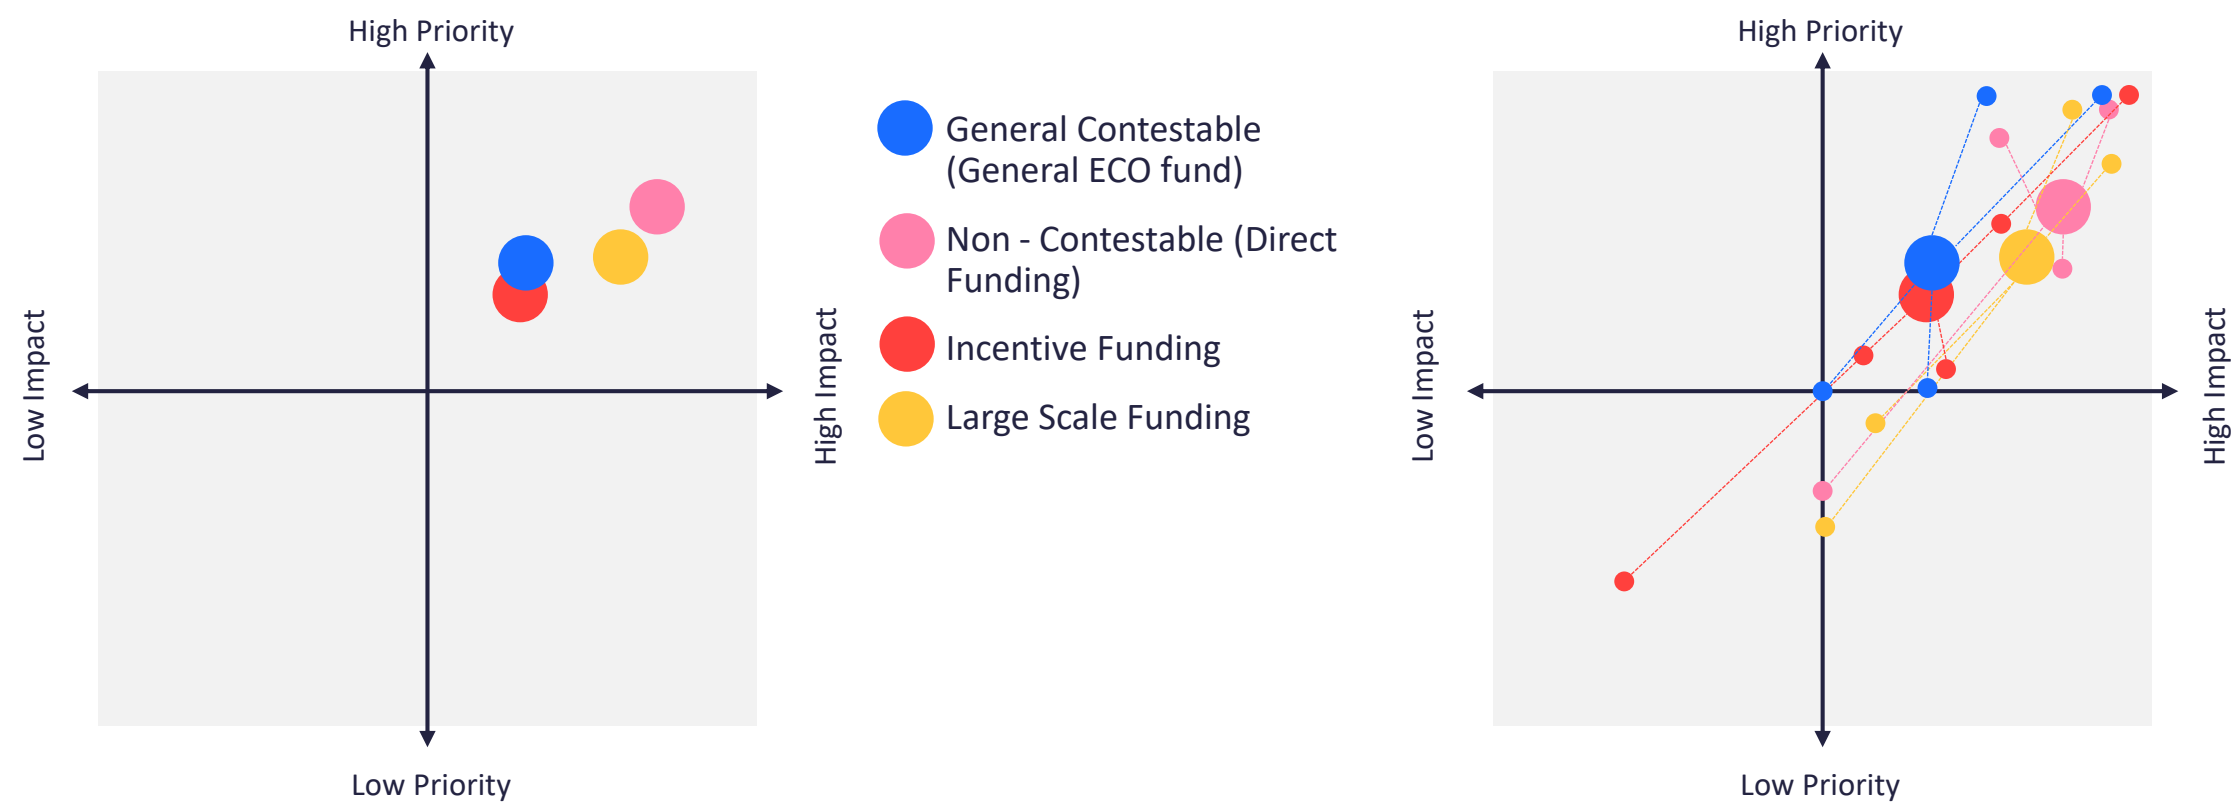 High Priority
Low Impact
High Impact
Low Priority
General Contestable
(General ECO fund)
Non - Contestable (Direct
Funding)
Incentive Funding
Large Scale Funding
High Priority
Low Impact
High Impact
Low Priority